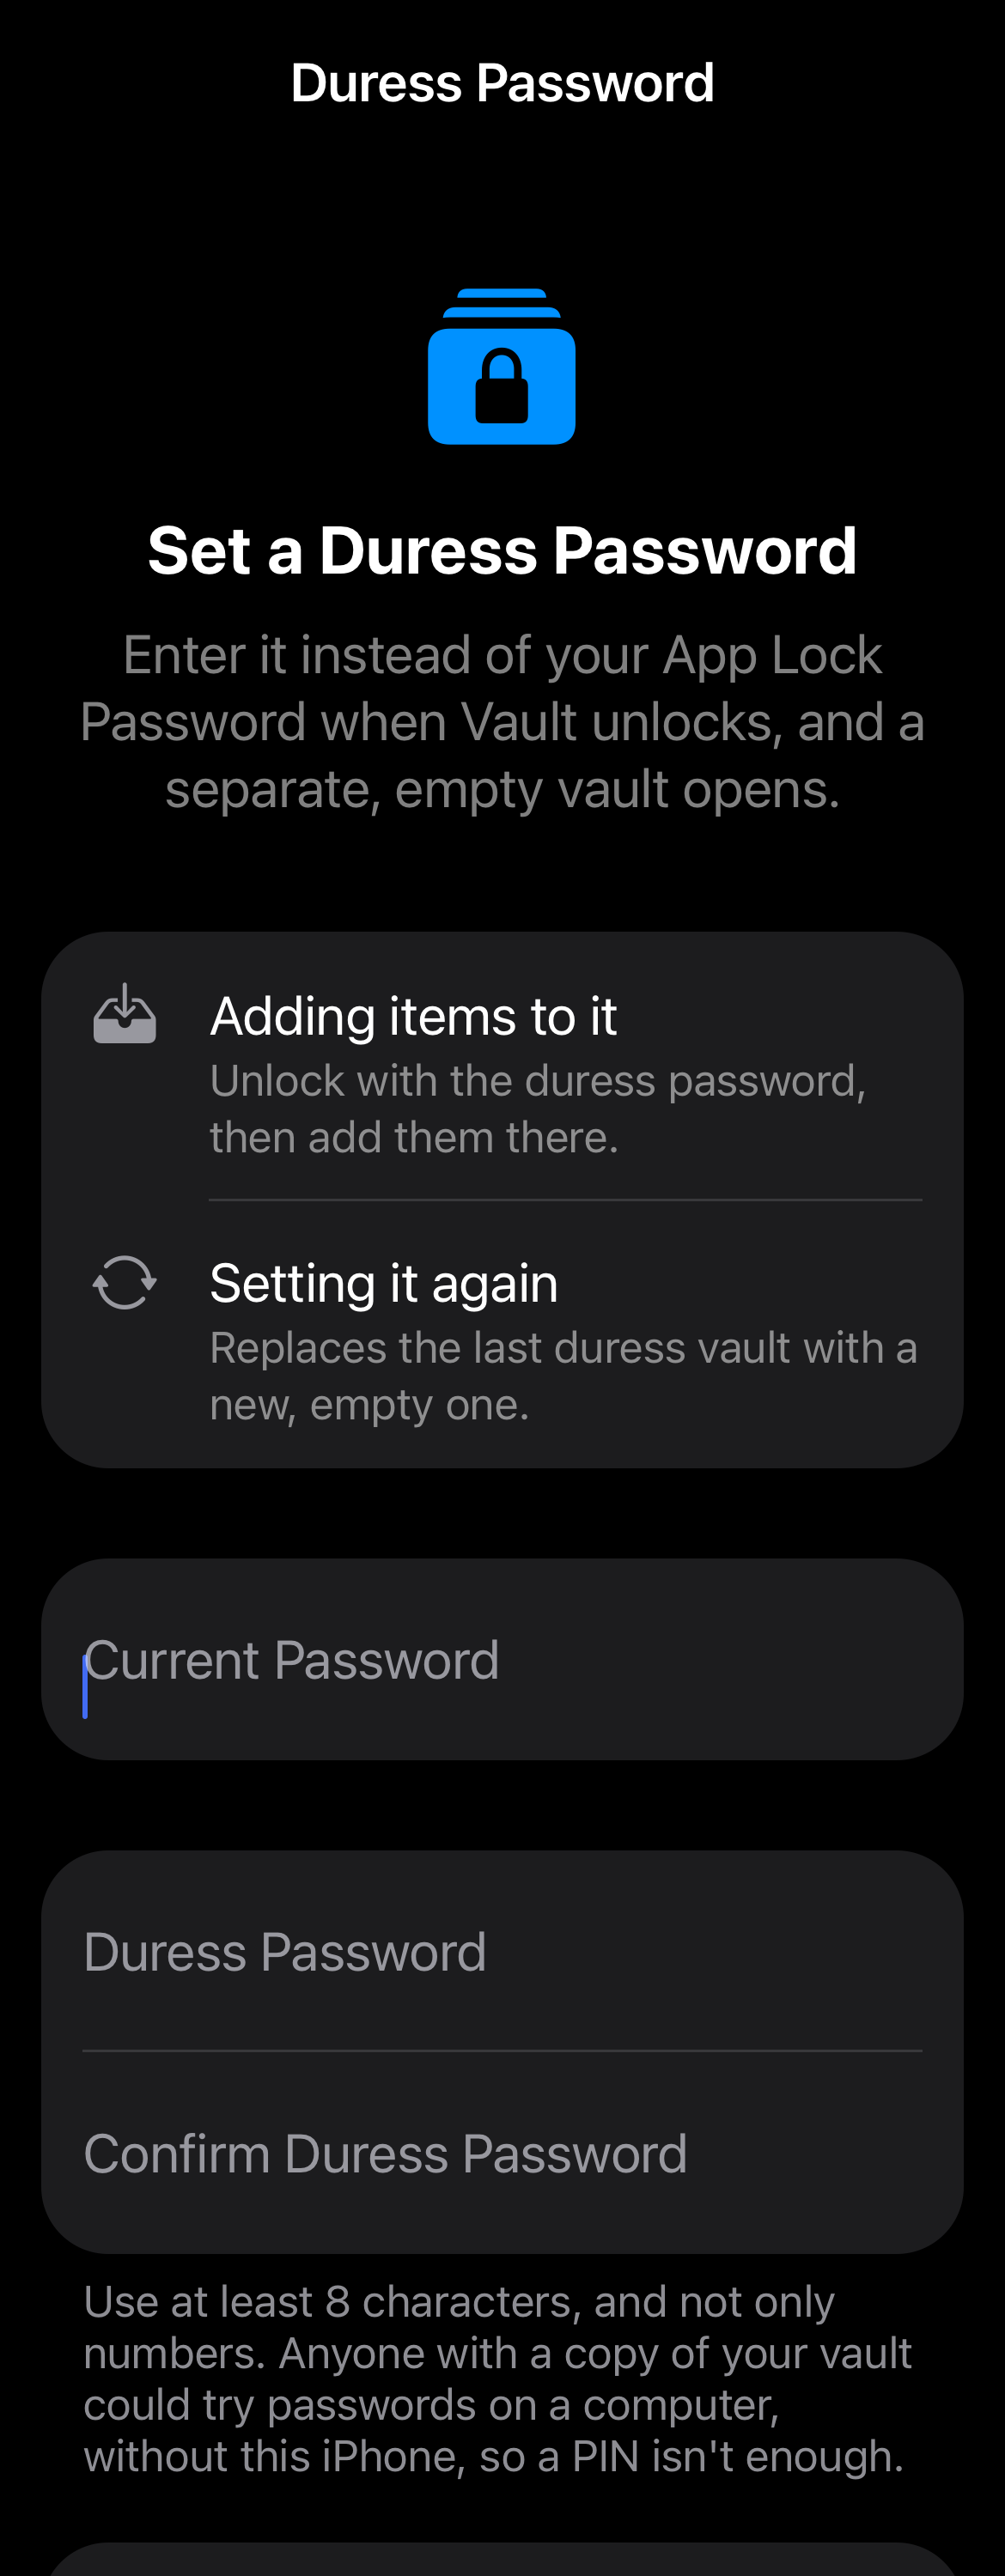 Duress Password
Set a Duress Password
Enter it instead of your App Lock
Password when Vault unlocks, and a
separate, empty vault opens.
Adding items to it
Unlock with the duress password,
then add them there.
Setting it again
Replaces the last duress vault with a
new, empty one.
Current Password
Duress Password
Confirm Duress Password
Use at least 8 characters, and not only
numbers. Anyone with a copy of your vault
could try passwords on a computer,
without this iPhone, so a PIN isn't enough.